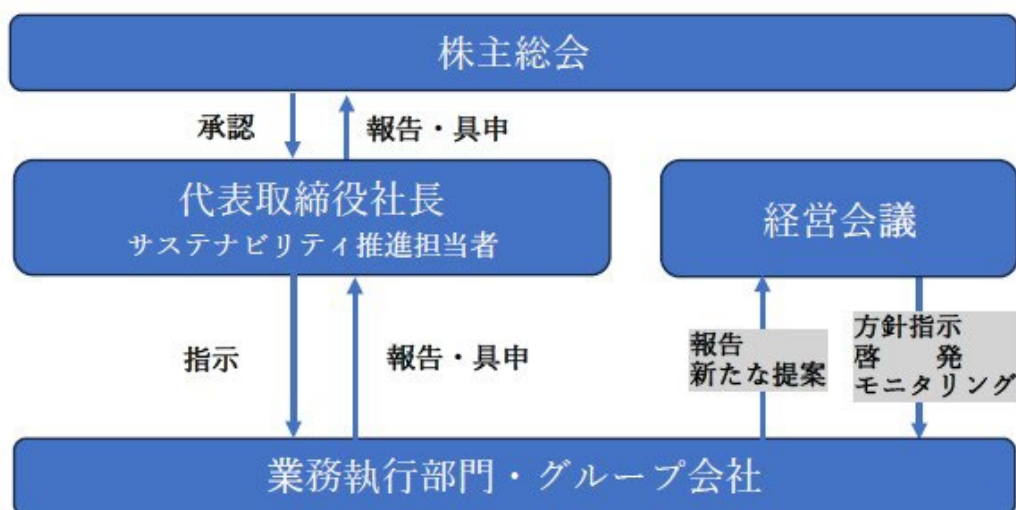 株主総会
承認
報告・具申
代表取締役社長
サステナビリティ推進担当者
経営会議
指示
報告・具申
報告
新たな提案
方針指示
啓　　発
モニタリング
業務執行部門・グループ会社